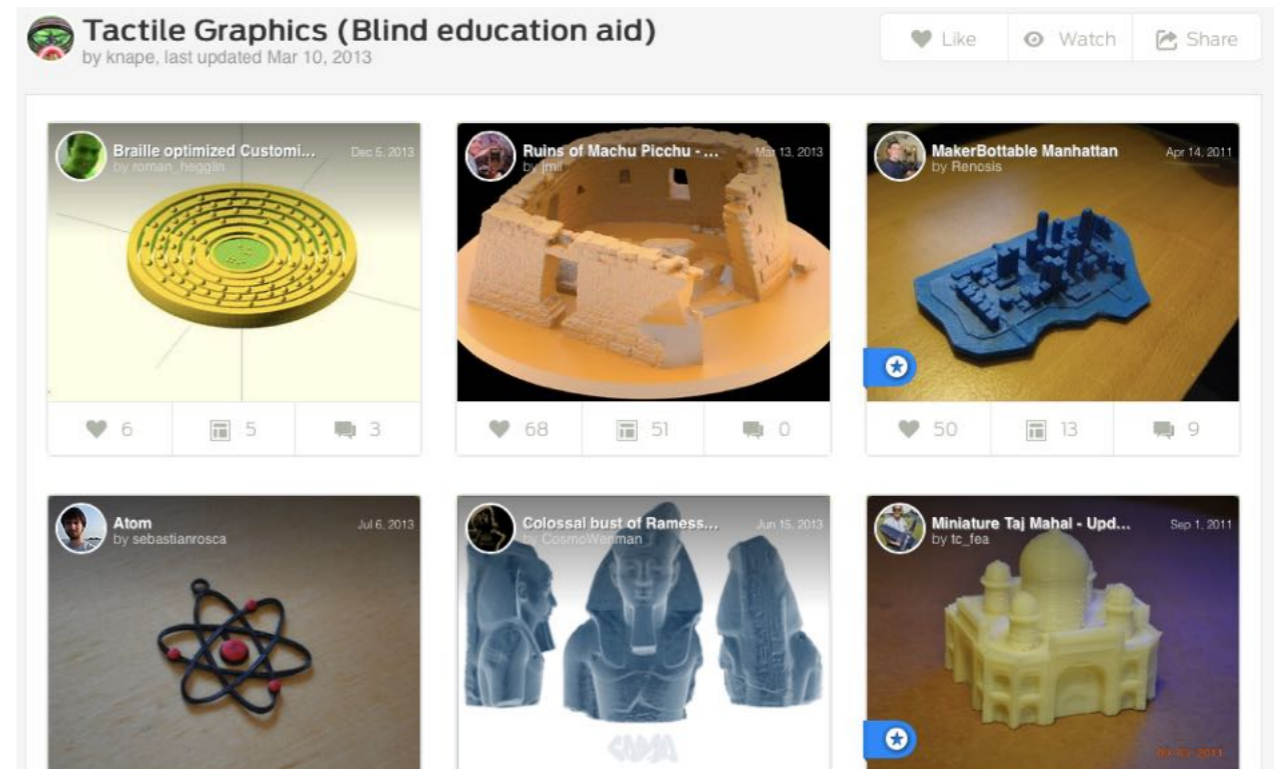 Tactile Graphics (Blind education aid)
by knape, last updated Mar 10, 2013
Like
Watch
Share
Braille optimized Customi... Dec 5, 2013
by roman_hegglin
Ruins of Machu Picchu - ... Mar 13, 2013
by jmil
MakerBottable Manhattan Apr 14, 2011
by Renosis
6 5 3
68 51 0
50 13 9
Atom Jul 6, 2013
by sebastianrosca
Colossal bust of Ramess... Jun 15, 2013
by CosmoWenman
Miniature Taj Mahal - Upd... Sep 1, 2011
by tc_fea